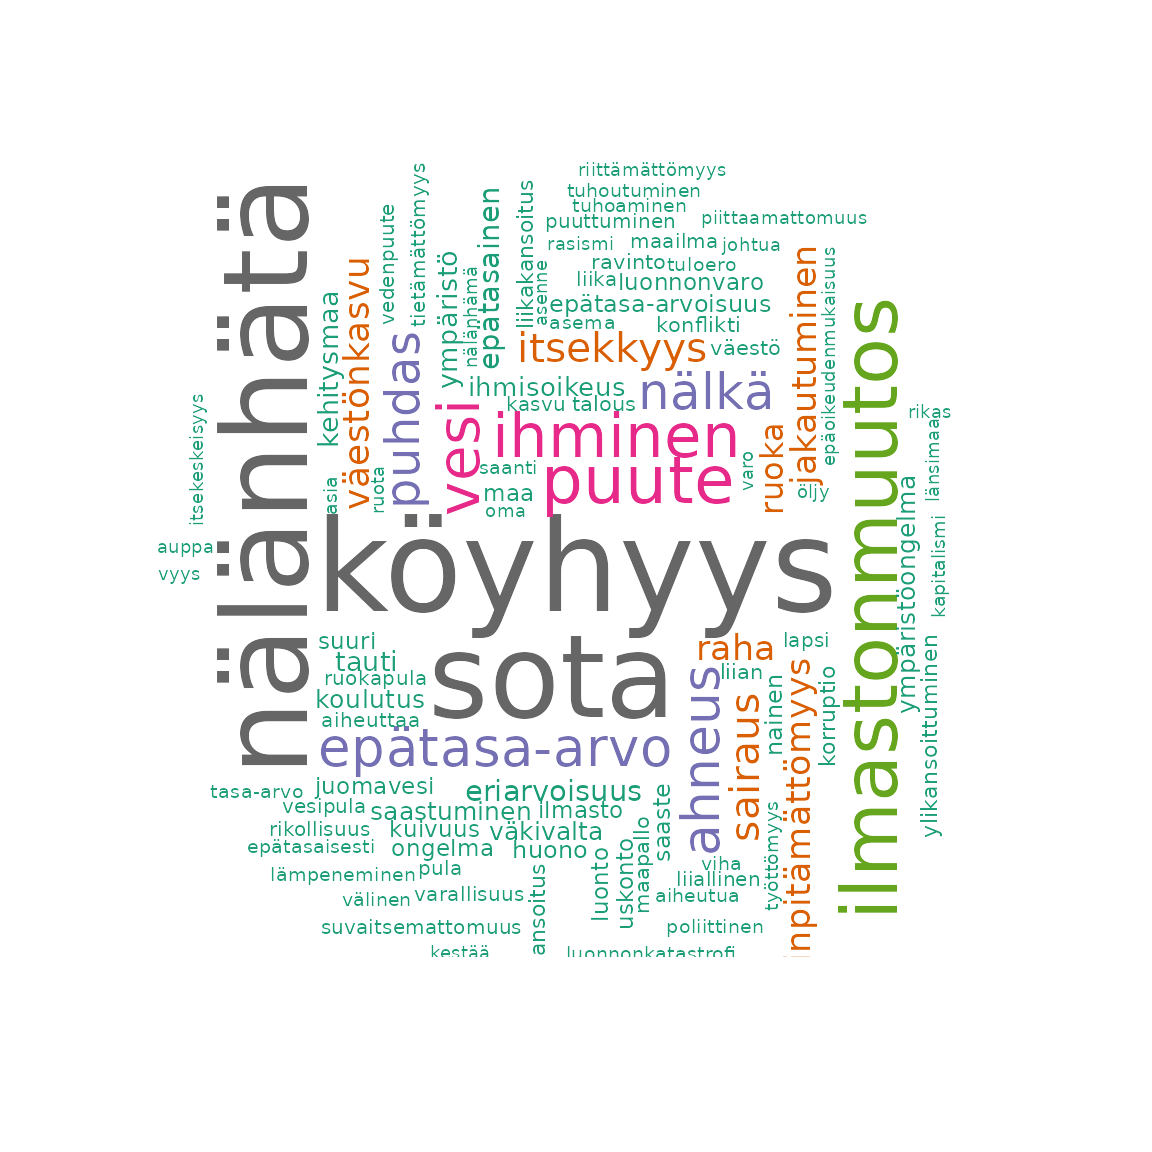 riittämättömyys
tuhoutuminen
tuhoaminen
puuttuminen
piittaamattomuus
rasismi
maailma
johtua
ravinto
tuloero
liika
luonnonvaro
epätasa-arvoisuus
asema
konflikti
itsekkyys
väestö
ihmisoikeus
nälkä
kasvu
talous
ihminen
saanti
puute
maa
oma
öljy
rikas
nälänhätä
väestönkasvu
kehitysmaa
vedenpuute
tietämättömyys
puhdas
ympäristö
nälänhämä
epätasainen
liikakansoitus
asenne
vesi
ruoka
varo
jakautuminen
epäoikeudenmukaisuus
ilmastonmuutos
länsimaa
ympäristöongelma
kapitalismi
ylikansoittuminen
itsekeskeisyys
asia
ruota
auppa
vyys
köyhyys
suuri
sota
raha
lapsi
tauti
liian
ruokapula
koulutus
aiheuttaa
epätasa-arvo
ahneus
sairaus
nainen
npitämättömyys
korruptio
tasa-arvo
juomavesi
eriarvoisuus
vesipula
saastuminen
ilmasto
saaste
rikollisuus
kuivuus
väkivalta
epätasaisesti
ongelma
huono
luonto
uskonto
maapallo
työttömyys
viha
lämpeneminen
pula
liiallinen
välinen
varallisuus
ansoitus
aiheutua
suvaitsemattomuus
poliittinen
kestää
luonnonkatastrofi